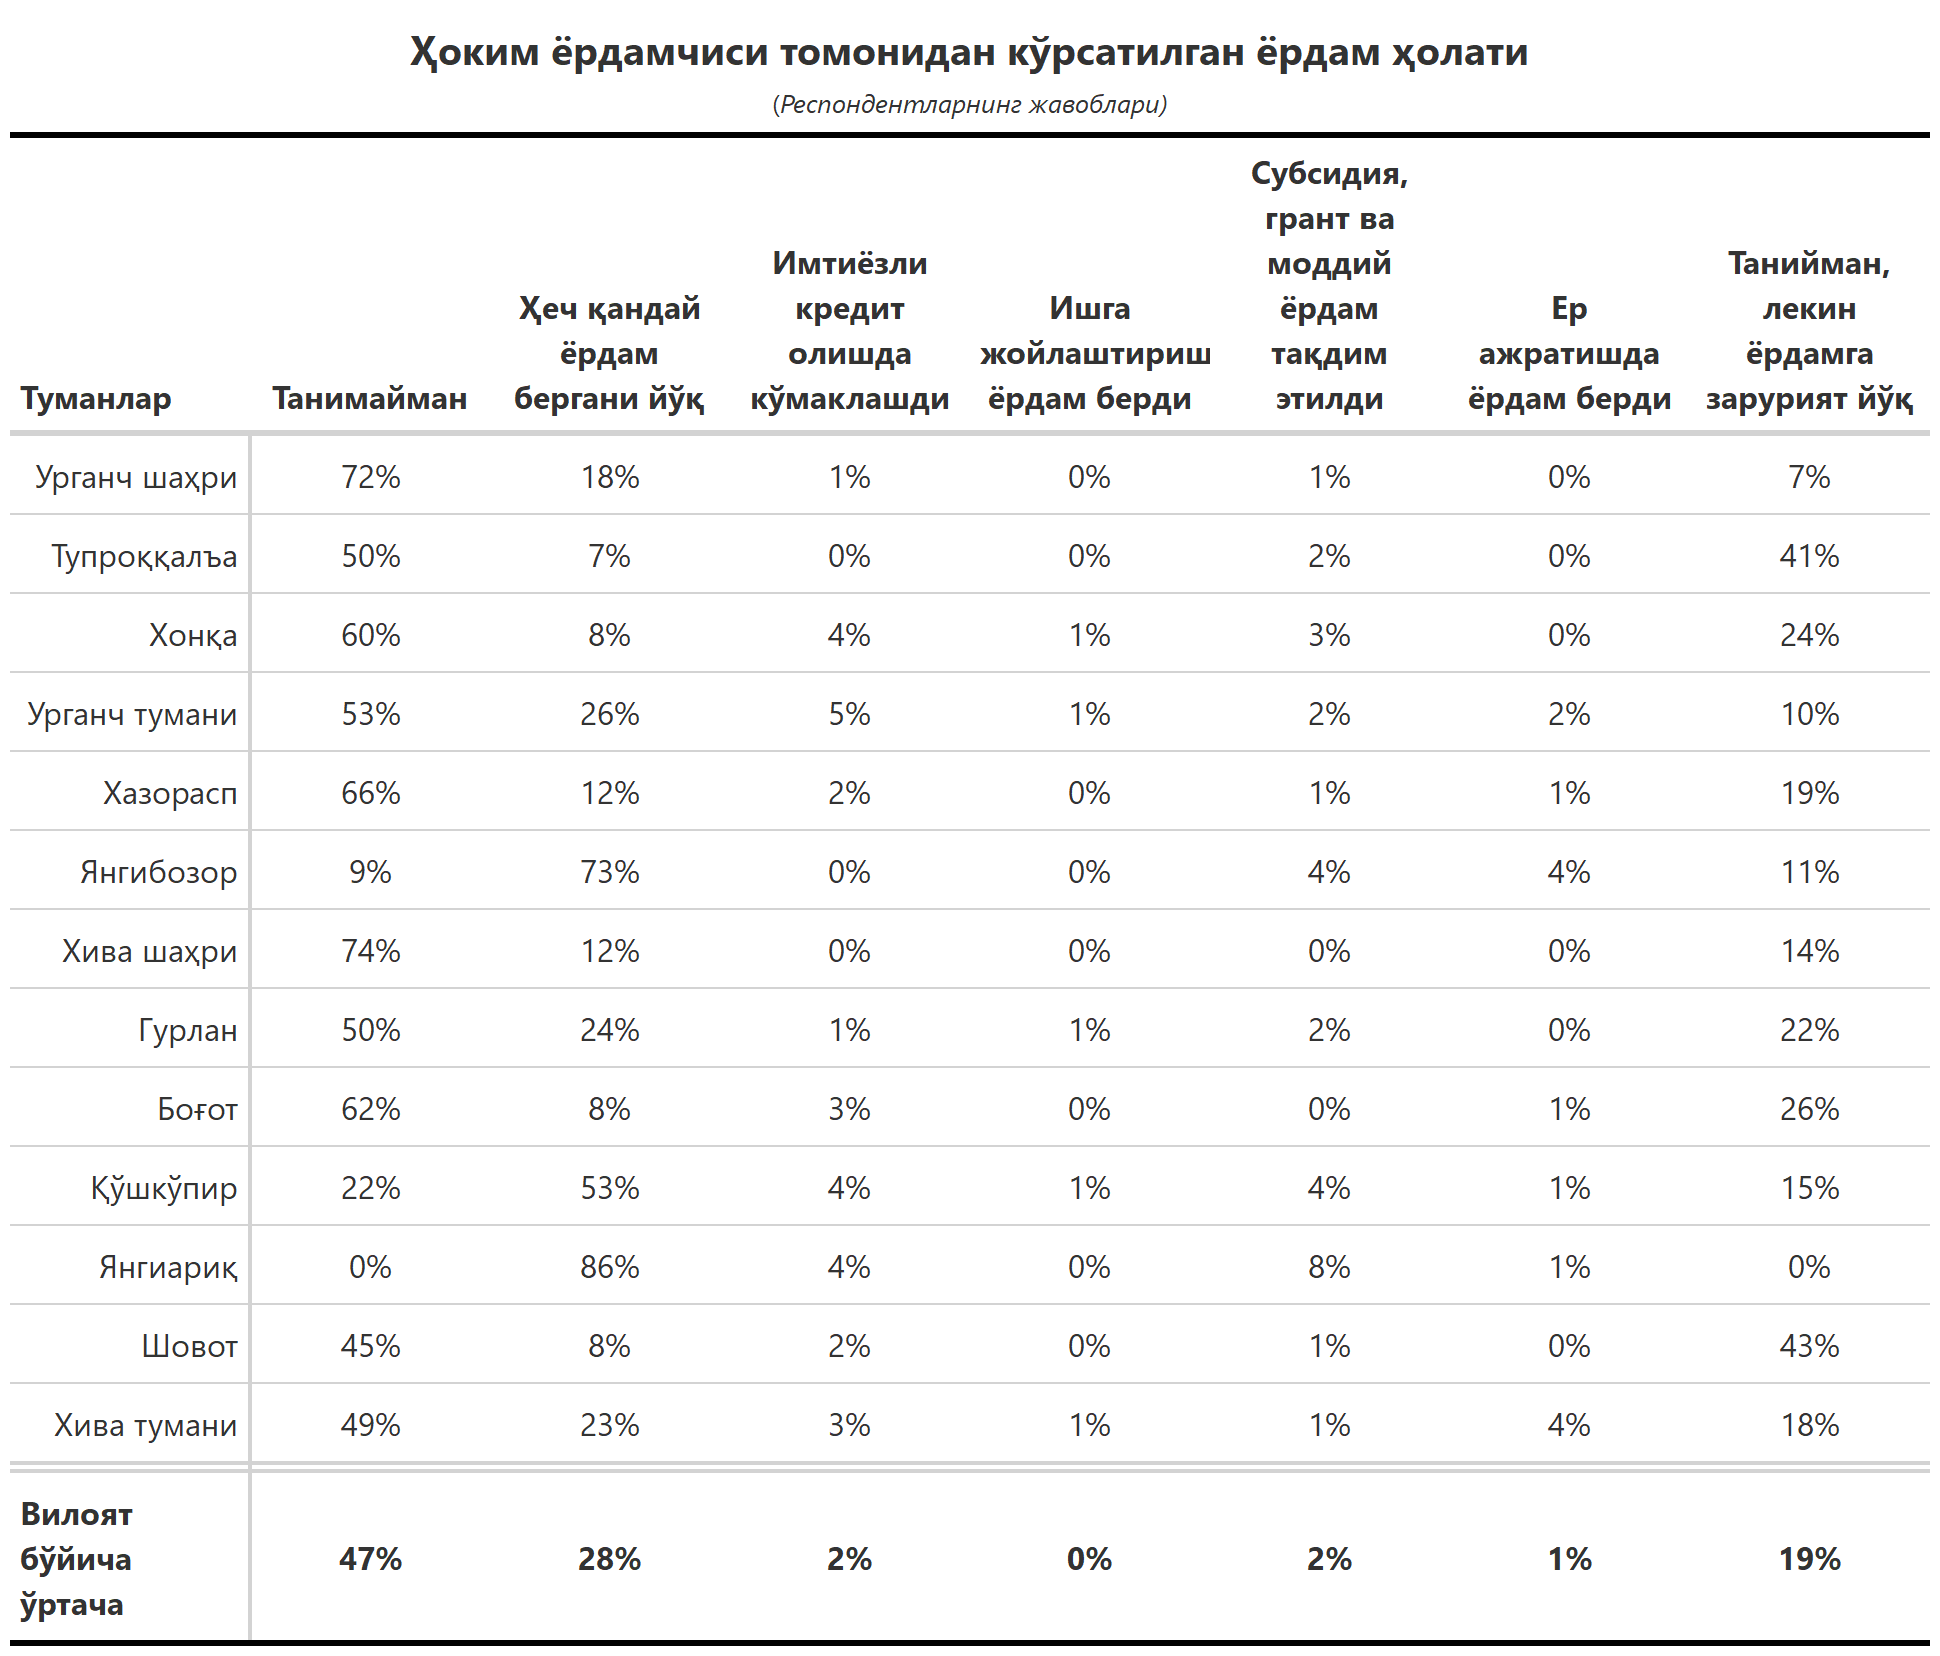 Ҳоким ёрдамчиси томонидан кўрсатилган ёрдам ҳолати
(Респондентларнинг жавоблари)
Туманлар Танимайман Ҳеч қандай ёрдам бергани йўқ Имтиёзли кредит олишда кўмаклашди Ишга жойлаштириш ёрдам берди Субсидия, грант ва моддий ёрдам тақдим этилди Ер ажратишда ёрдам берди Танийман, лекин ёрдамга зарурият йўқ
Урганч шаҳри 72% 18% 1% 0% 1% 0% 7%
Тупроққалъа 50% 7% 0% 0% 2% 0% 41%
Хонқа 60% 8% 4% 1% 3% 0% 24%
Урганч тумани 53% 26% 5% 1% 2% 2% 10%
Хазорасп 66% 12% 2% 0% 1% 1% 19%
Янгибозор 9% 73% 0% 0% 4% 4% 11%
Хива шаҳри 74% 12% 0% 0% 0% 0% 14%
Гурлан 50% 24% 1% 1% 2% 0% 22%
Боғот 62% 8% 3% 0% 0% 1% 26%
Қўшкўпир 22% 53% 4% 1% 4% 1% 15%
Янгиариқ 0% 86% 4% 0% 8% 1% 0%
Шовот 45% 8% 2% 0% 1% 0% 43%
Хива тумани 49% 23% 3% 1% 1% 4% 18%
Вилоят бўйича ўртача 47% 28% 2% 0% 2% 1% 19%